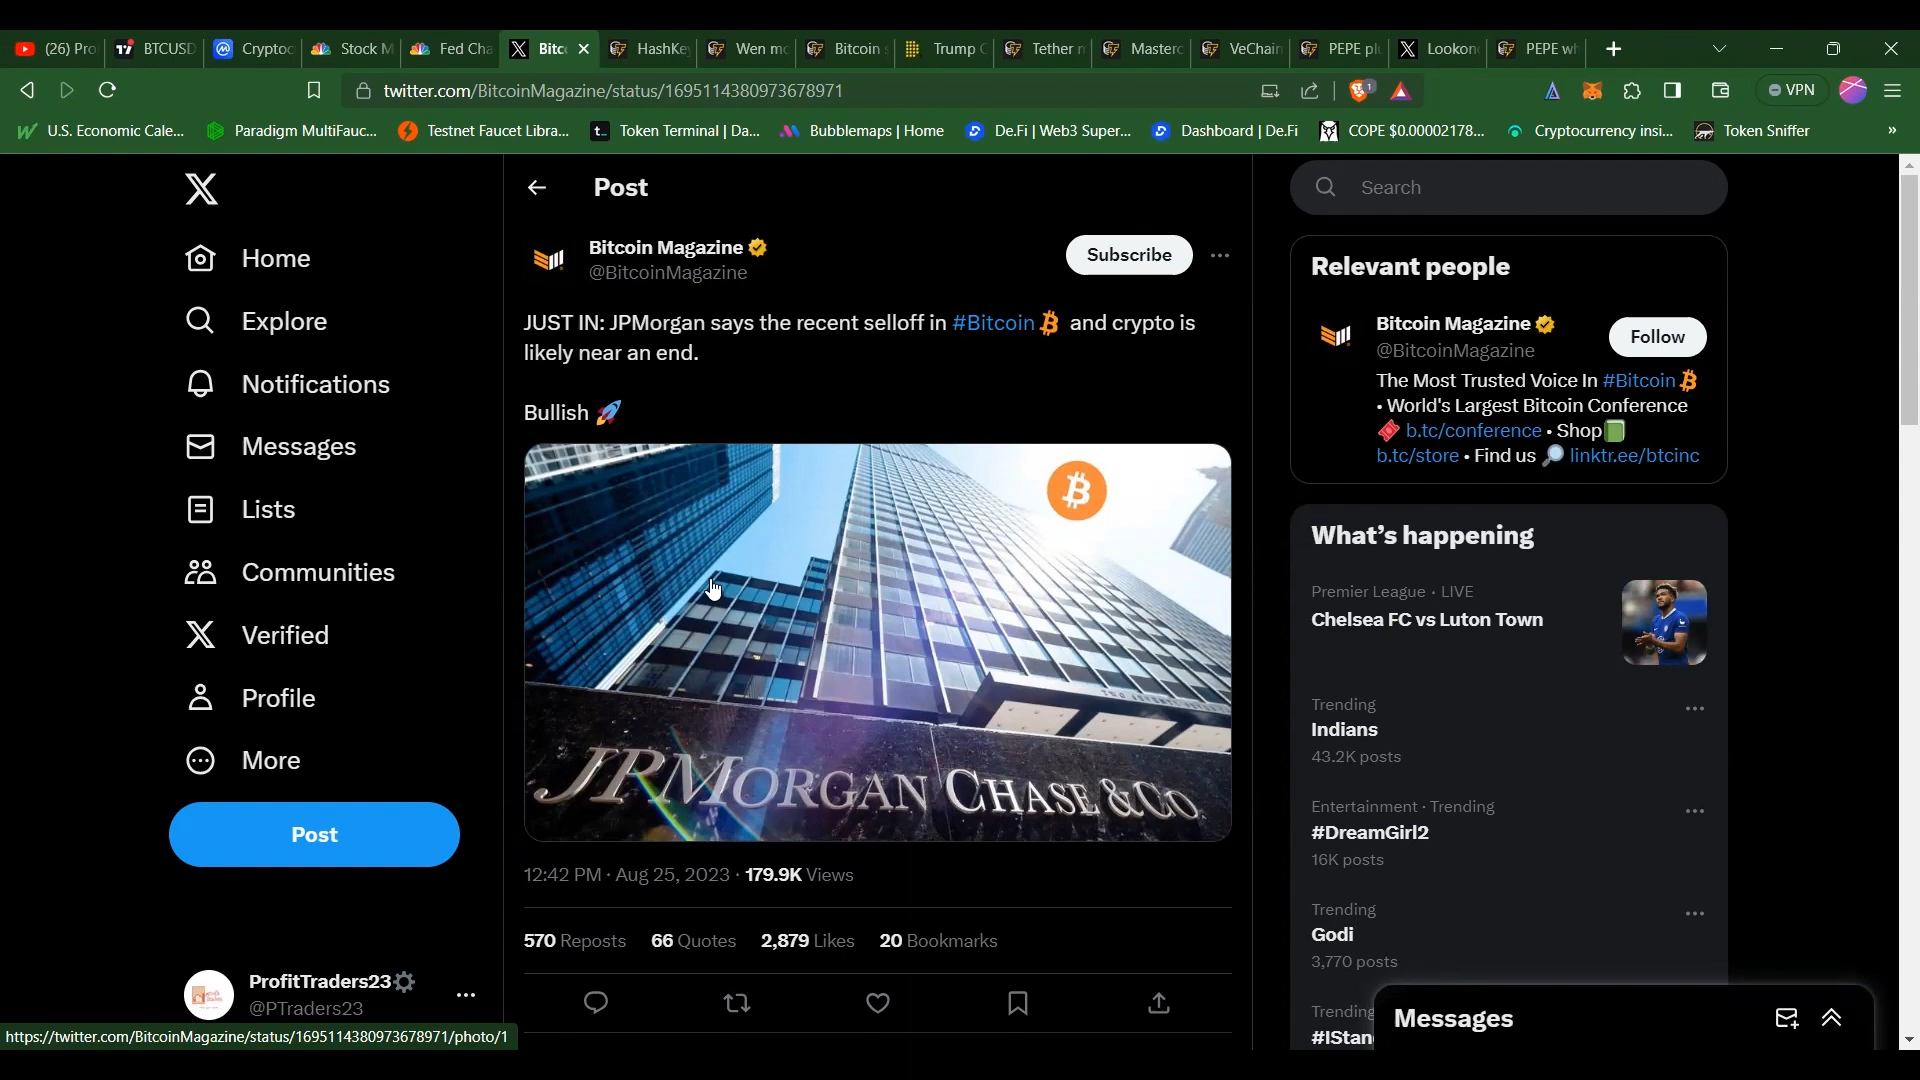 (26) Pro
BTCUSD
Cryptoc
Stock M
Fed Cha
Bitc
HashKey
Wen mo
Bitcoin s
Trump C
Tether m
Masterc
VeChain
PEPE plu
Lookon
PEPE wh
twitter.com/BitcoinMagazine/status/1695114380973678971
1
VPN
U.S. Economic Cale...
Paradigm MultiFauc...
Testnet Faucet Libra...
Token Terminal | Da...
Bubblemaps | Home
De.Fi | Web3 Super...
Dashboard | De.Fi
COPE $0.00002178...
Cryptocurrency insi...
Token Sniffer
»
Home
Explore
Notifications
Messages
Lists
Communities
Verified
Profile
More
Post
ProfitTraders23
@PTraders23
https://twitter.com/BitcoinMagazine/status/1695114380973678971/photo/1
Post
Bitcoin Magazine
@BitcoinMagazine
Subscribe
JUST IN: JPMorgan says the recent selloff in #Bitcoin and crypto is
likely near an end.
Bullish 🚀
JPMORGAN CHASE & CO.
12:42 PM · Aug 25, 2023 · 179.9K Views
570 Reposts 66 Quotes 2,879 Likes 20 Bookmarks
Search
Relevant people
Bitcoin Magazine
@BitcoinMagazine
Follow
The Most Trusted Voice In #Bitcoin
• World's Largest Bitcoin Conference
🎟 b.tc/conference • Shop📗
b.tc/store • Find us 🔎 linktr.ee/btcinc
What's happening
Premier League · LIVE
Chelsea FC vs Luton Town
Trending
Indians
43.2K posts
Entertainment · Trending
#DreamGirl2
16K posts
Trending
Godi
3,770 posts
Trending
#IStan
Messages